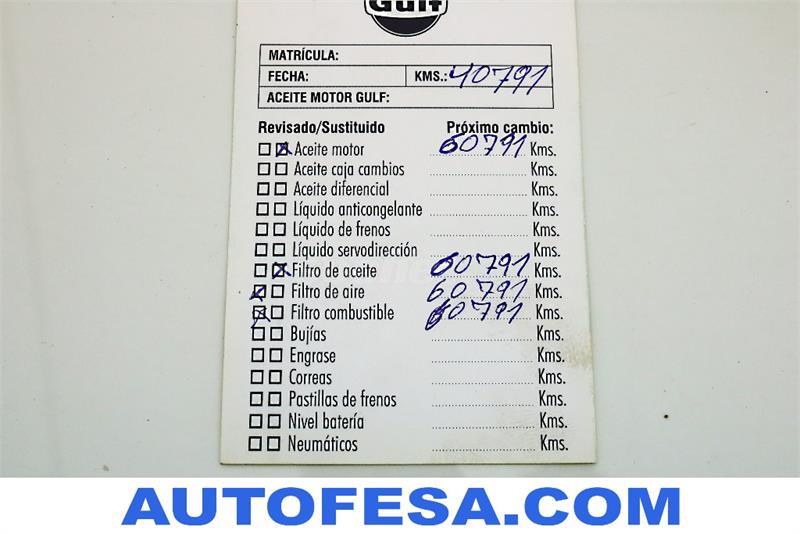 Gulf
MATRÍCULA:
FECHA: KMS.: 40791
ACEITE MOTOR GULF:
Revisado/Sustituido Próximo cambio:
Aceite motor 60791 Kms.
Aceite caja cambios Kms.
Aceite diferencial Kms.
Líquido anticongelante Kms.
Líquido de frenos Kms.
Líquido servodirección Kms.
Filtro de aceite 60791 Kms.
Filtro de aire 60791 Kms.
Filtro combustible 60791 Kms.
Bujías Kms.
Engrase Kms.
Correas Kms.
Pastillas de frenos Kms.
Nivel batería Kms.
Neumáticos Kms.
AUTOFESA.COM